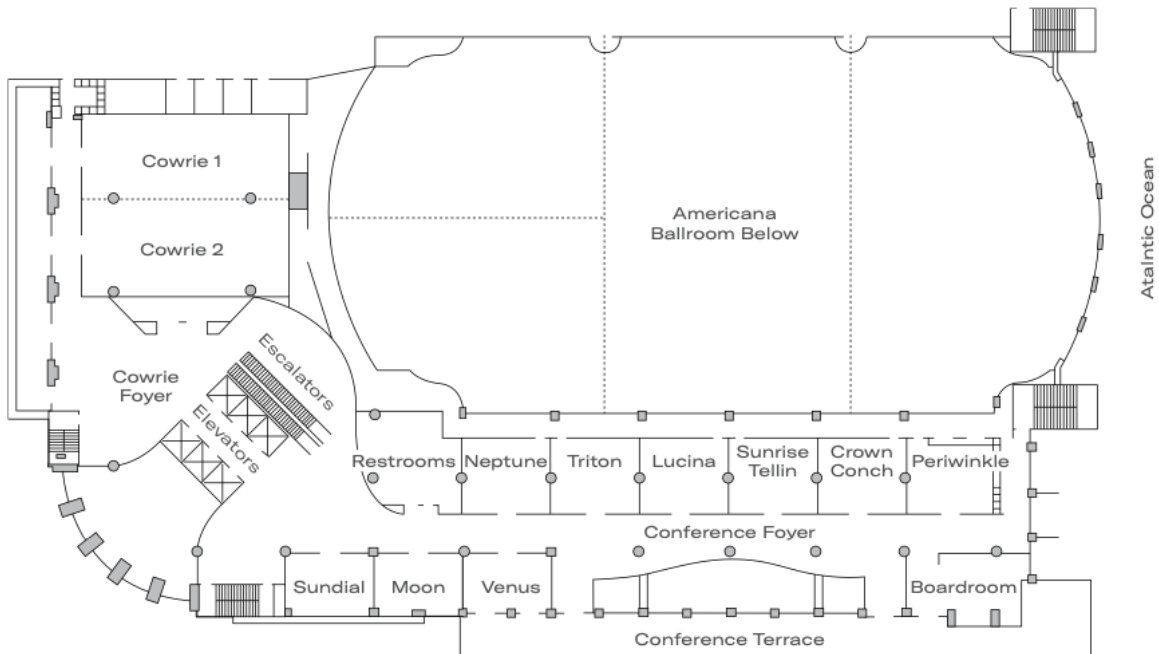 Cowrie 1
Cowrie 2
Americana
Ballroom Below
Atalntic Ocean
Escalators
Cowrie
Foyer
Elevators
Restrooms
Neptune
Triton
Lucina
Sunrise
Tellin
Crown
Conch
Periwinkle
Conference Foyer
Sundial
Moon
Venus
Boardroom
Conference Terrace